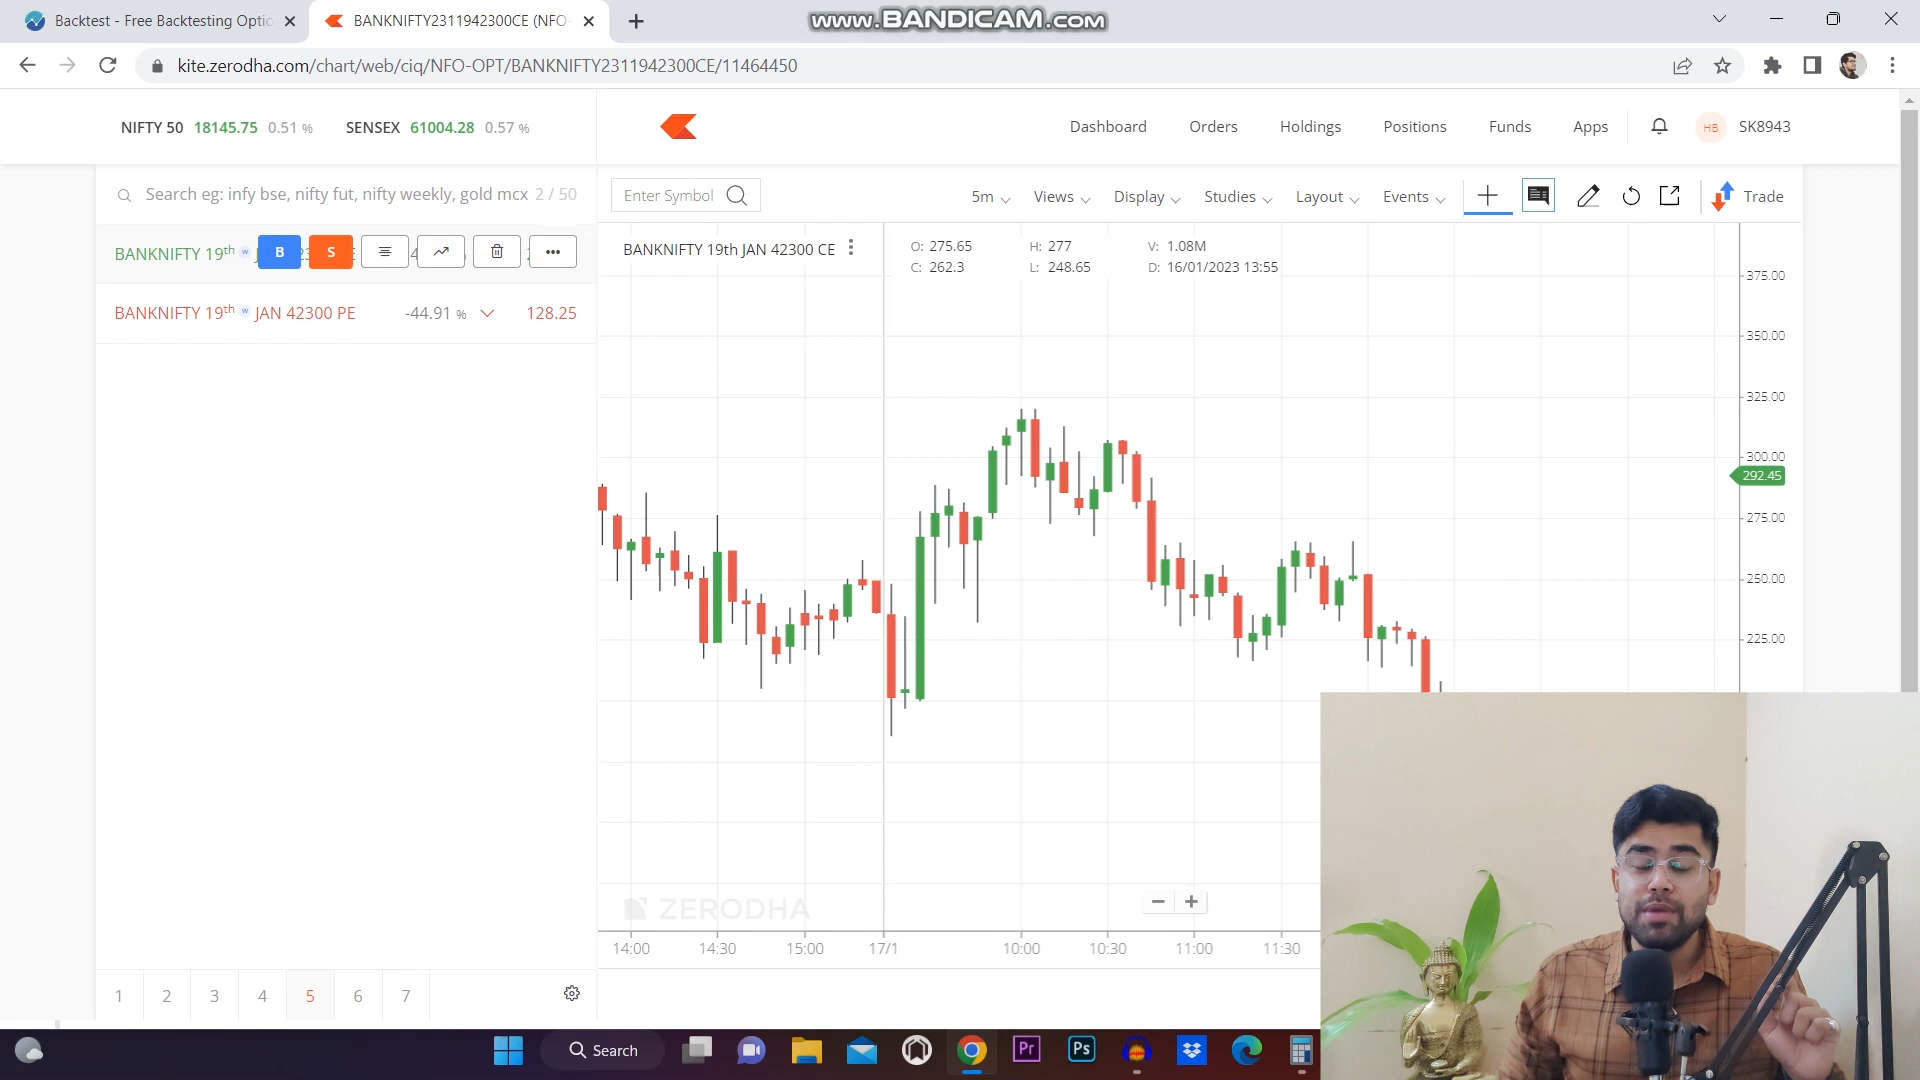 Backtest - Free Backtesting Optic
BANKNIFTY2311942300CE (NFO-
www.BANDICAM.com
kite.zerodha.com/chart/web/ciq/NFO-OPT/BANKNIFTY2311942300CE/11464450
NIFTY 50 18145.75 0.51 %
SENSEX 61004.28 0.57 %
Dashboard
Orders
Holdings
Positions
Funds
Apps
HB
SK8943
Search eg: infy bse, nifty fut, nifty weekly, gold mcx 2 / 50
Enter Symbol
5m
Views
Display
Studies
Layout
Events
Trade
BANKNIFTY 19th W
B
S
BANKNIFTY 19th W JAN 42300 PE
-44.91 %
128.25
BANKNIFTY 19th JAN 42300 CE
O: 275.65
H: 277
V: 1.08M
C: 262.3
L: 248.65
D: 16/01/2023 13:55
375.00
350.00
325.00
300.00
292.45
275.00
250.00
225.00
ZERODHA
14:00
14:30
15:00
17/1
10:00
10:30
11:00
11:30
1
2
3
4
5
6
7
Search
Pr
Ps